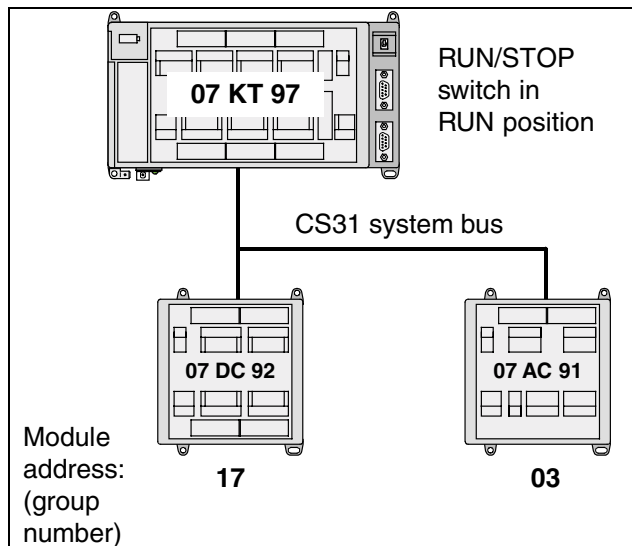 07 KT 97
RUN/STOP
switch in
RUN position
CS31 system bus
07 DC 92
07 AC 91
Module
address:
(group
number)
17
03